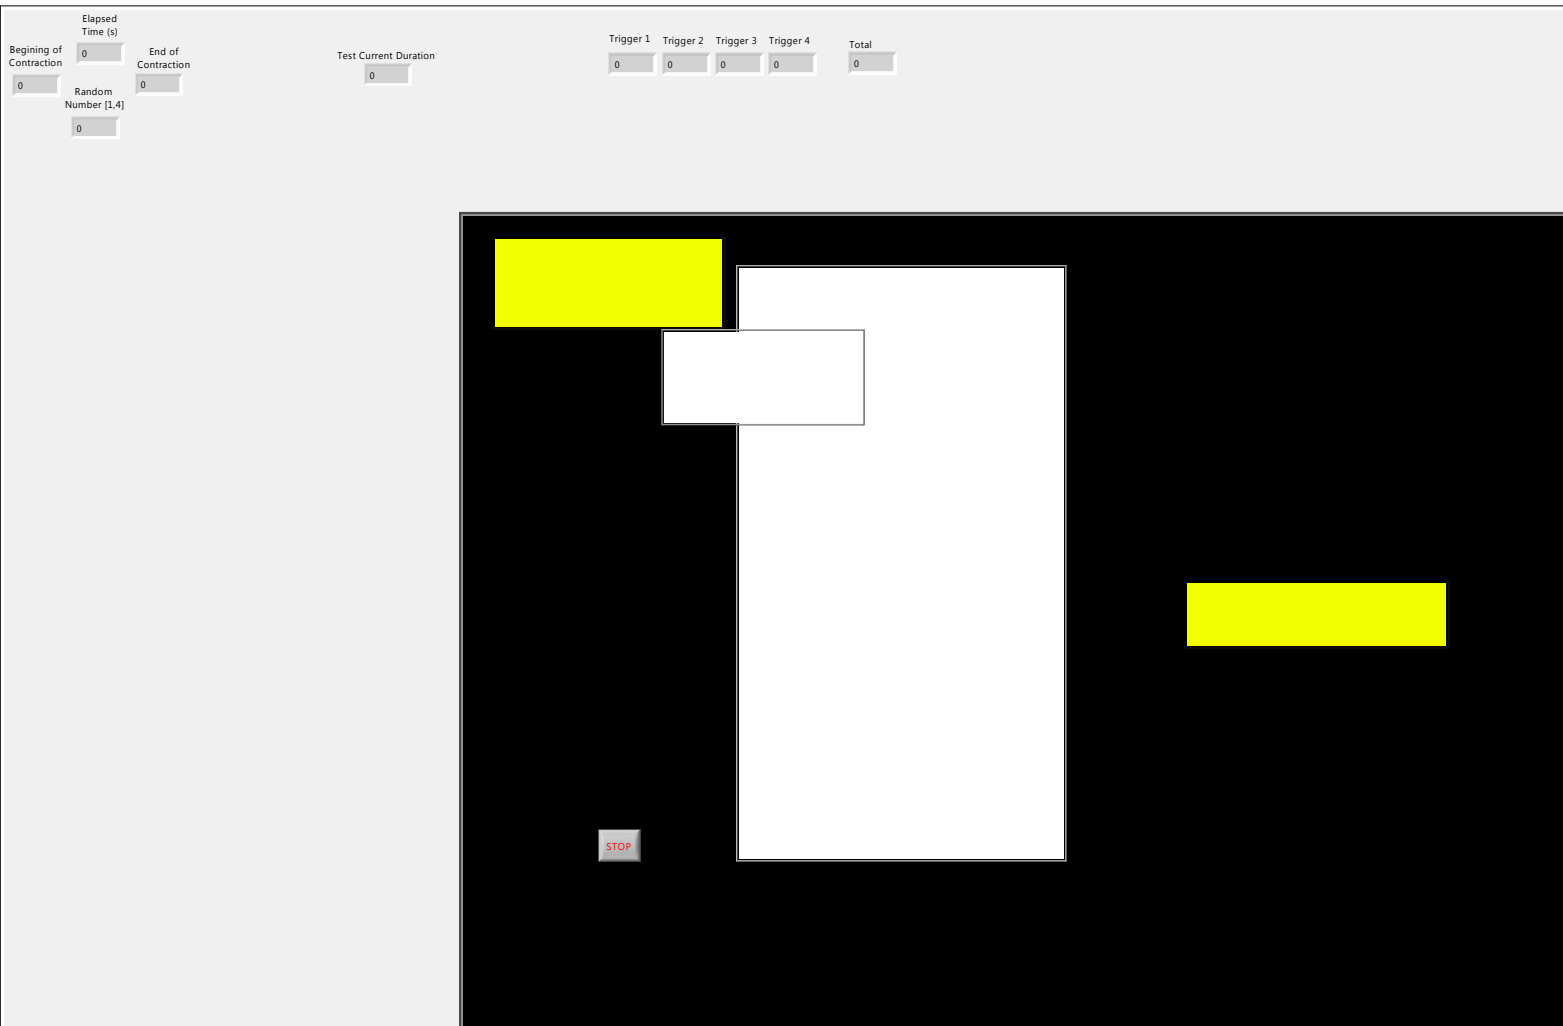 Elapsed
Time (s)
0
Begining of
Contraction
0
End of
Contraction
0
Random
Number [1,4]
0
Test Current Duration
0
Trigger 1
0
Trigger 2
0
Trigger 3
0
Trigger 4
0
Total
0
STOP